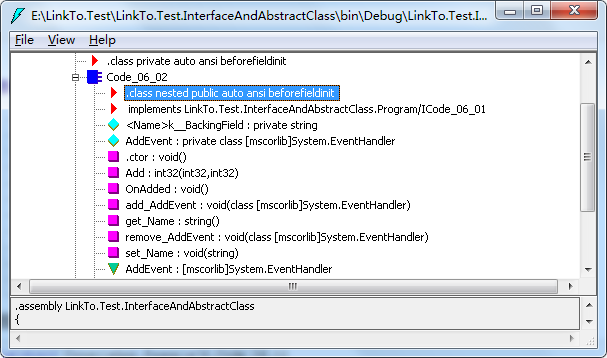 E:\LinkTo.Test\LinkTo.Test.InterfaceAndAbstractClass\bin\Debug\LinkTo.Test.I...
File View Help
.class private auto ansi beforefieldinit
Code_06_02
.class nested public auto ansi beforefieldinit
implements LinkTo.Test.InterfaceAndAbstractClass.Program/ICode_06_01
<Name>k__BackingField : private string
AddEvent : private class [mscorlib]System.EventHandler
.ctor : void()
Add : int32(int32,int32)
OnAdded : void()
add_AddEvent : void(class [mscorlib]System.EventHandler)
get_Name : string()
remove_AddEvent : void(class [mscorlib]System.EventHandler)
set_Name : void(string)
AddEvent : [mscorlib]System.EventHandler
.assembly LinkTo.Test.InterfaceAndAbstractClass
{